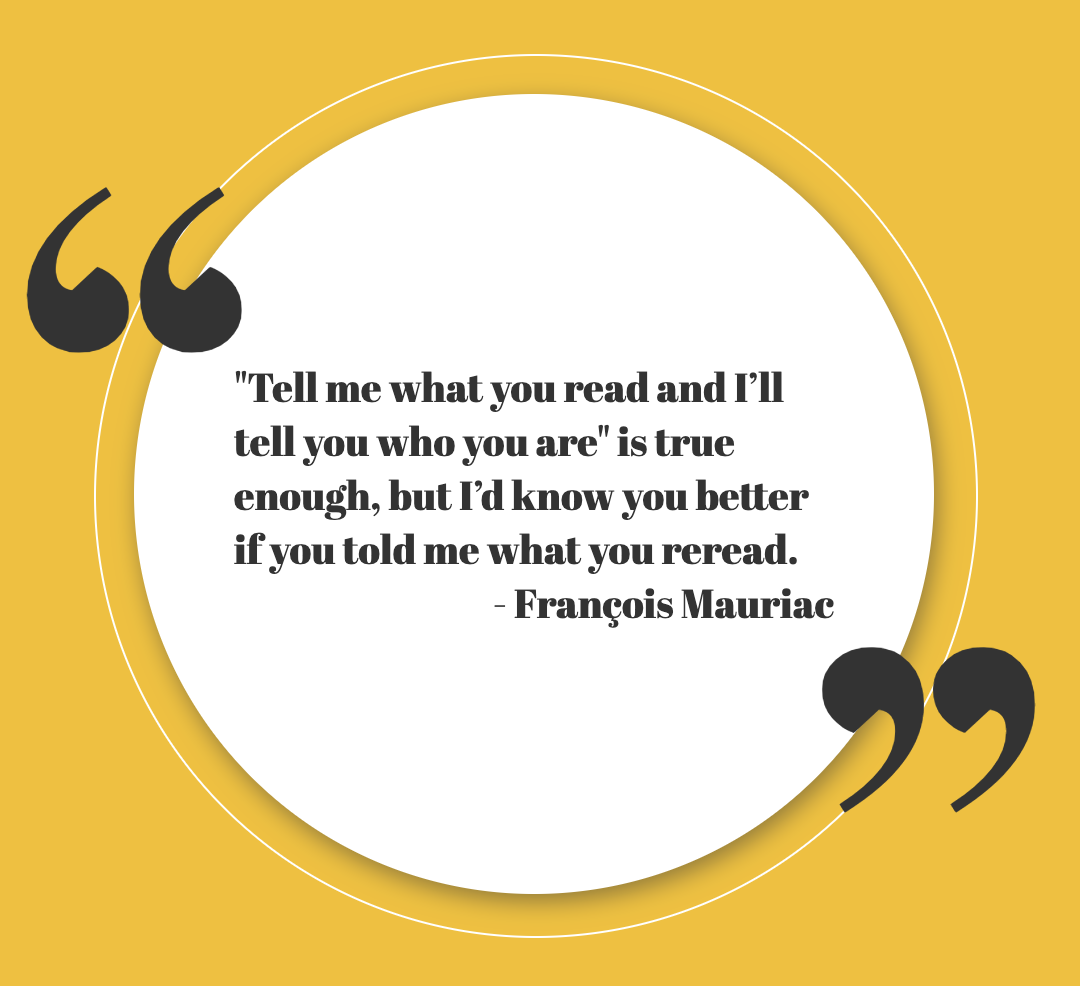 "Tell me what you read and I’ll
tell you who you are" is true
enough, but I’d know you better
if you told me what you reread.
- François Mauriac